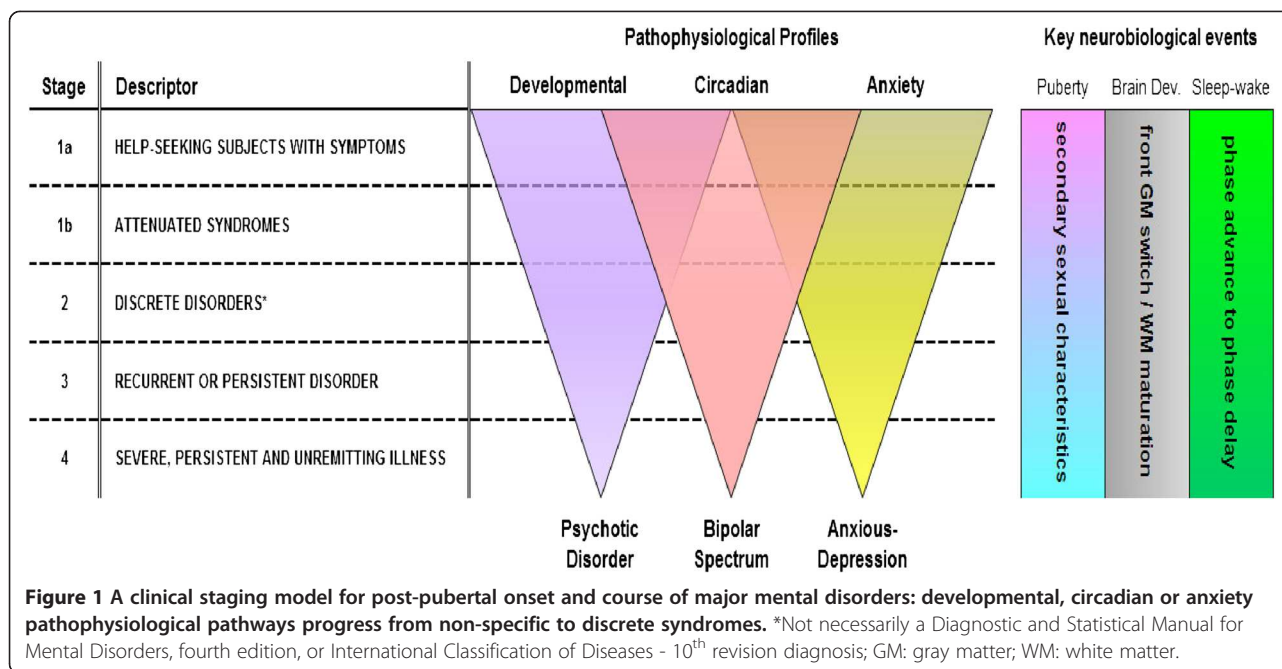 Pathophysiological Profiles
Key neurobiological events
Stage Descriptor
Developmental Circadian Anxiety
Puberty Brain Dev. Sleep-wake
1a HELP-SEEKING SUBJECTS WITH SYMPTOMS
1b ATTENUATED SYNDROMES
2 DISCRETE DISORDERS*
3 RECURRENT OR PERSISTENT DISORDER
4 SEVERE, PERSISTENT AND UNREMITTING ILLNESS
secondary sexual characteristics
front GM switch / WM maturation
phase advance to phase delay
Psychotic
Disorder
Bipolar
Spectrum
Anxious-
Depression
Figure 1 A clinical staging model for post-pubertal onset and course of major mental disorders: developmental, circadian or anxiety
pathophysiological pathways progress from non-specific to discrete syndromes. *Not necessarily a Diagnostic and Statistical Manual for
Mental Disorders, fourth edition, or International Classification of Diseases - 10th revision diagnosis; GM: gray matter; WM: white matter.